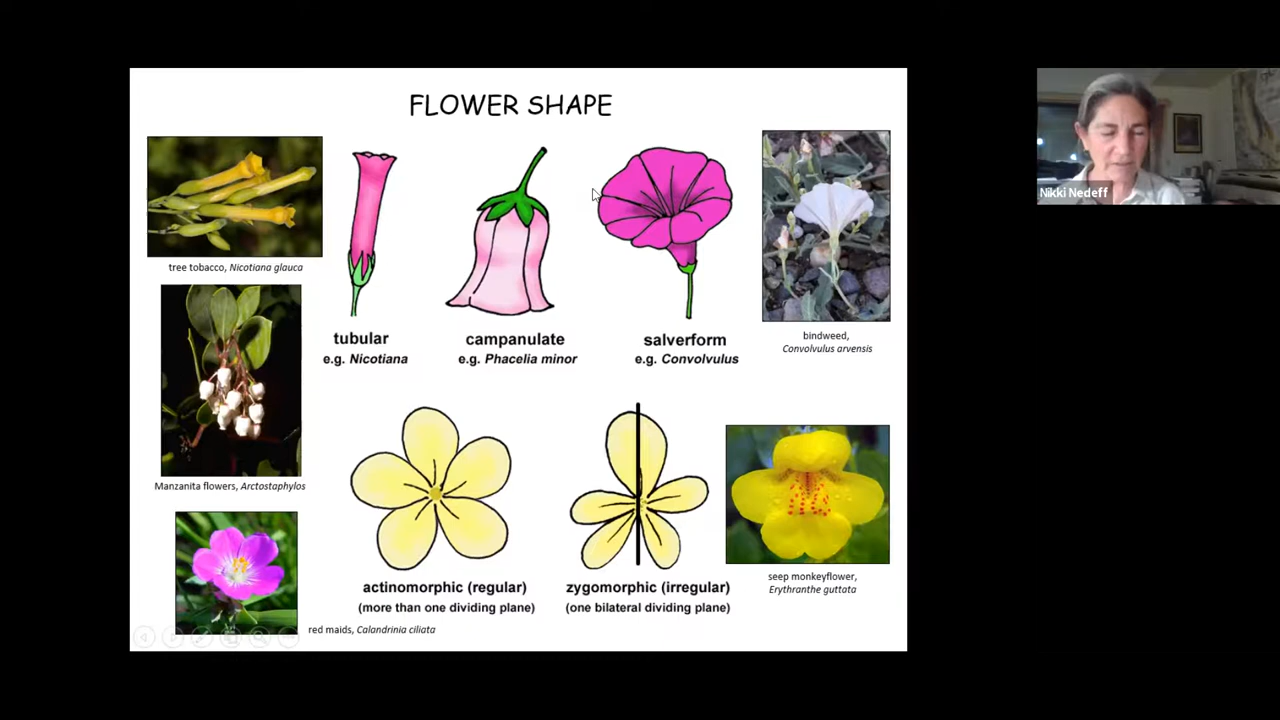 FLOWER SHAPE
Nikki Nedeff
tree tobacco, Nicotiana glauca
tubular
e.g. Nicotiana
campanulate
e.g. Phacelia minor
salverform
e.g. Convolvulus
bindweed,
Convolvulus arvensis
Manzanita flowers, Arctostaphylos
actinomorphic (regular)
(more than one dividing plane)
zygomorphic (irregular)
(one bilateral dividing plane)
seep monkeyflower,
Erythranthe guttata
red maids, Calandrinia ciliata